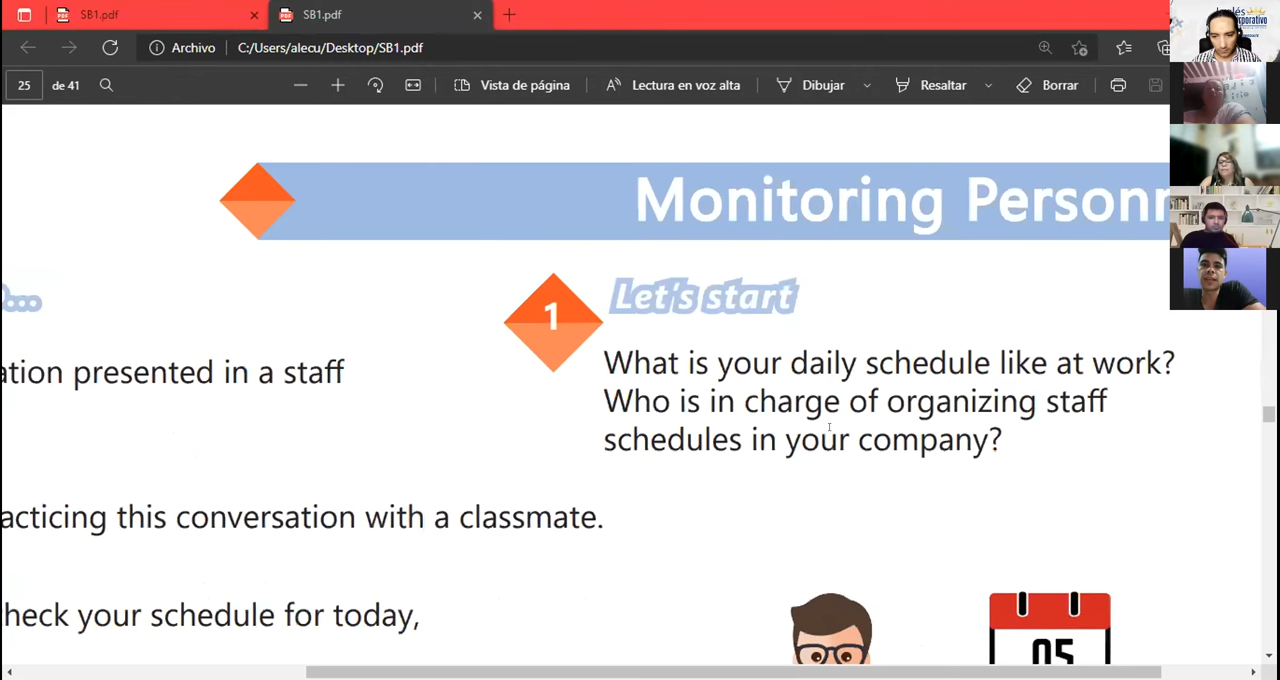 SB1.pdf
SB1.pdf
Archivo
C:/Users/alecu/Desktop/SB1.pdf
25 de 41
Vista de página
Lectura en voz alta
Dibujar
Resaltar
Borrar
Monitoring Personn
Let's start
1
What is your daily schedule like at work?
Who is in charge of organizing staff
schedules in your company?
ation presented in a staff
acticing this conversation with a classmate.
heck your schedule for today,
05